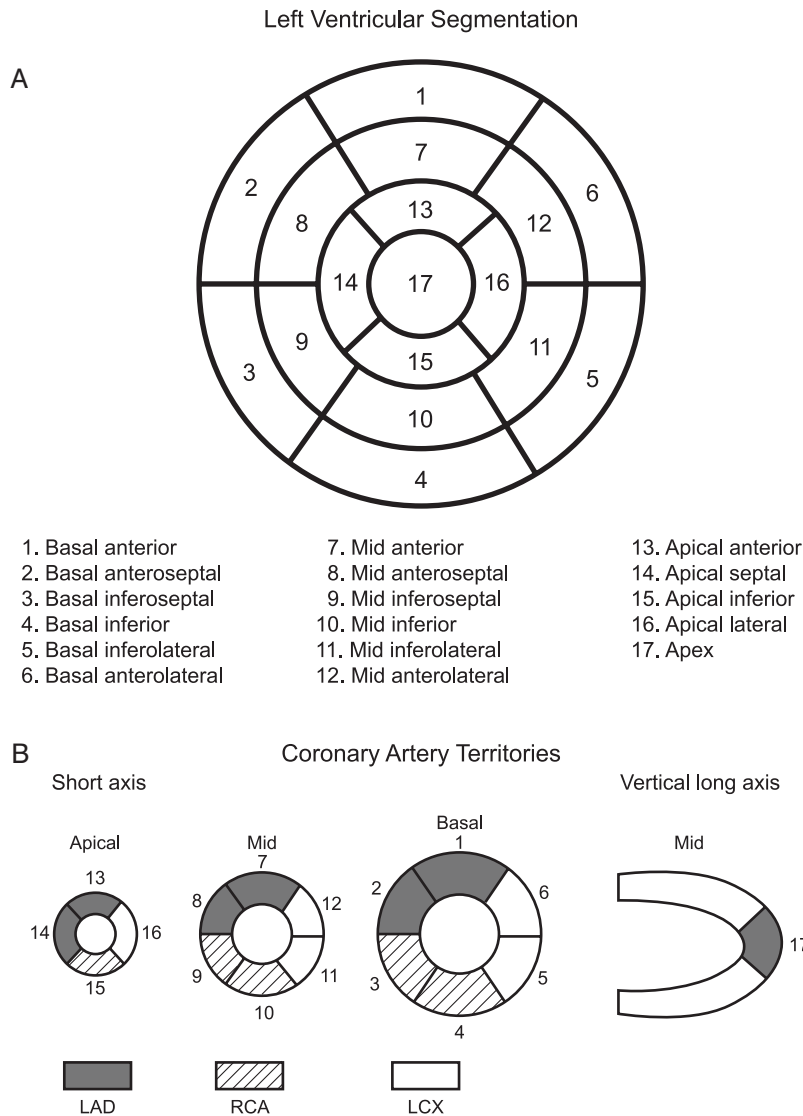 Left Ventricular Segmentation
A
1
2
7
6
8
13
12
14
17
16
9
15
11
3
10
5
4
1. Basal anterior
2. Basal anteroseptal
3. Basal inferoseptal
4. Basal inferior
5. Basal inferolateral
6. Basal anterolateral
7. Mid anterior
8. Mid anteroseptal
9. Mid inferoseptal
10. Mid inferior
11. Mid inferolateral
12. Mid anterolateral
13. Apical anterior
14. Apical septal
15. Apical inferior
16. Apical lateral
17. Apex
B
Coronary Artery Territories
Short axis
Vertical long axis
Apical
13
14
16
15
Mid
7
8
12
9
11
10
Basal
1
2
6
3
5
4
Mid
17
LAD
RCA
LCX